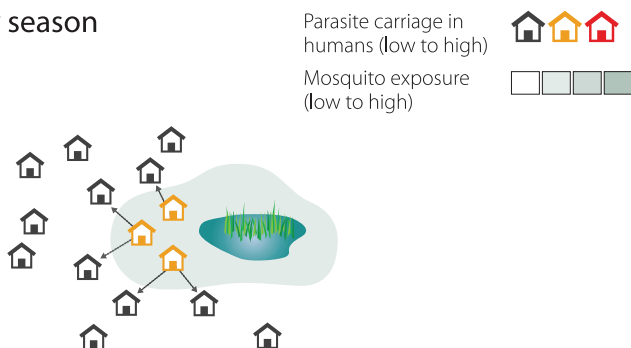 season
Parasite carriage in
humans (low to high)
Mosquito exposure
(low to high)